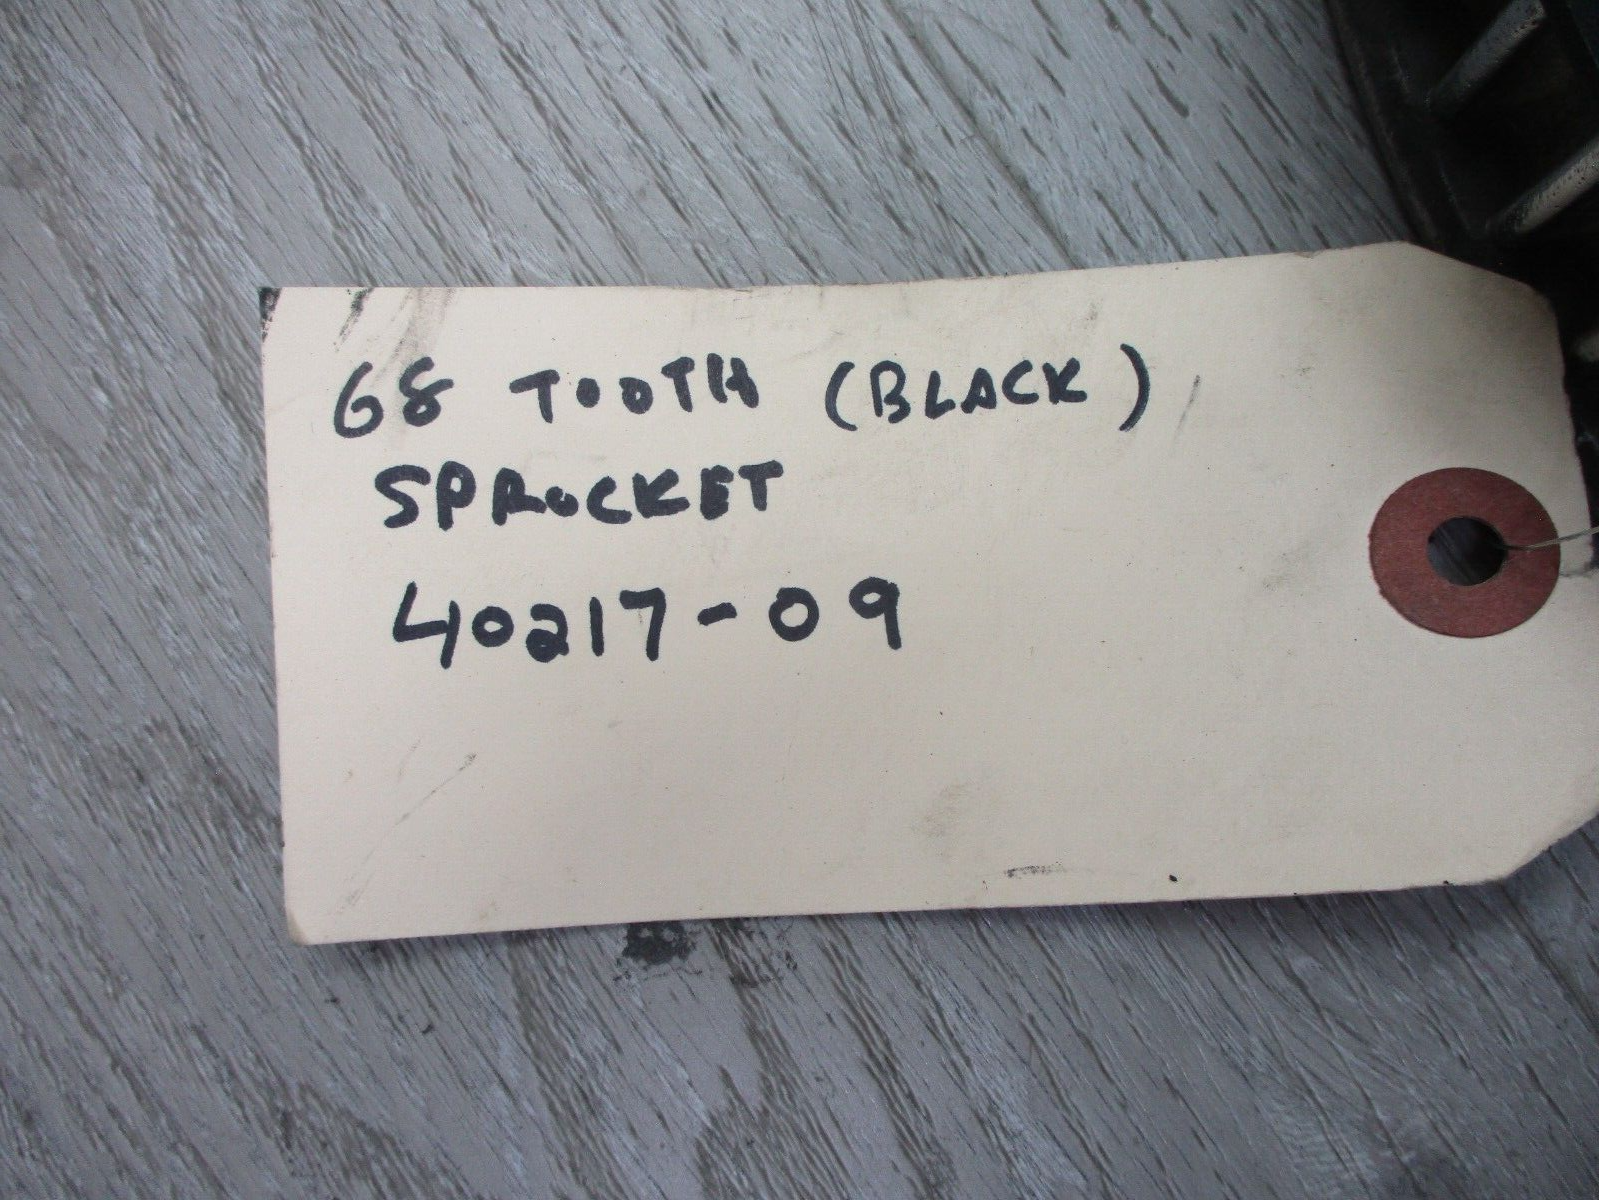 68 TOOTH (BLACK)
SPROCKET
40217-09